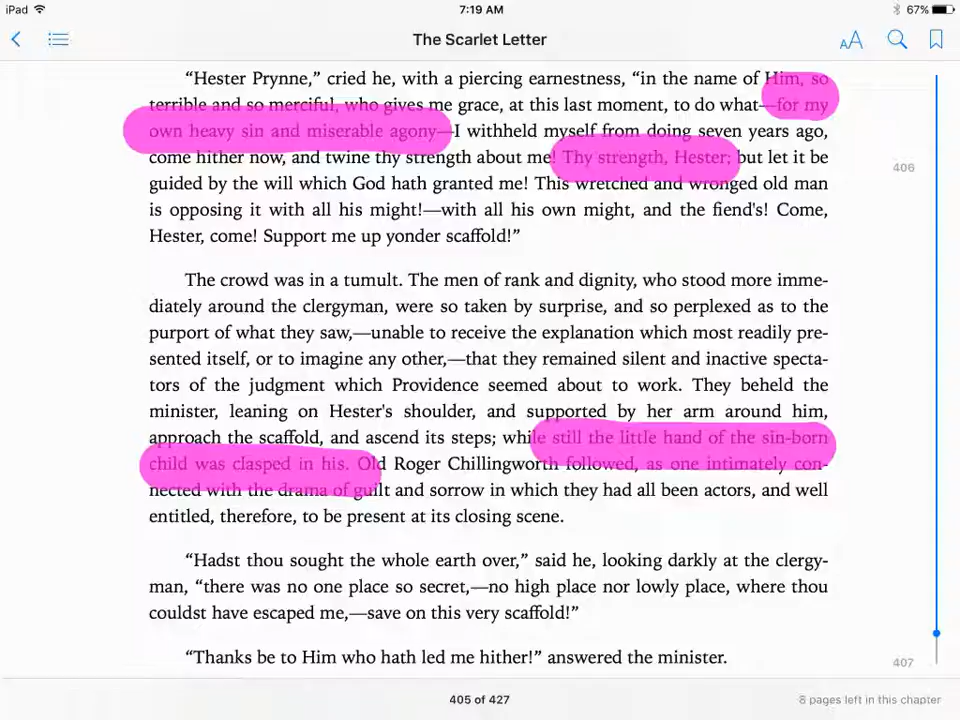 iPad 7:19 AM 67%
The Scarlet Letter AA
“Hester Prynne,” cried he, with a piercing earnestness, “in the name of Him, so
terrible and so merciful, who gives me grace, at this last moment, to do what—for my
own heavy sin and miserable agony—I withheld myself from doing seven years ago,
come hither now, and twine thy strength about me! Thy strength, Hester; but let it be
406
guided by the will which God hath granted me! This wretched and wronged old man
is opposing it with all his might!—with all his own might, and the fiend's! Come,
Hester, come! Support me up yonder scaffold!”
The crowd was in a tumult. The men of rank and dignity, who stood more imme-
diately around the clergyman, were so taken by surprise, and so perplexed as to the
purport of what they saw,—unable to receive the explanation which most readily pre-
sented itself, or to imagine any other,—that they remained silent and inactive specta-
tors of the judgment which Providence seemed about to work. They beheld the
minister, leaning on Hester's shoulder, and supported by her arm around him,
approach the scaffold, and ascend its steps; while still the little hand of the sin-born
child was clasped in his. Old Roger Chillingworth followed, as one intimately con-
nected with the drama of guilt and sorrow in which they had all been actors, and well
entitled, therefore, to be present at its closing scene.
“Hadst thou sought the whole earth over,” said he, looking darkly at the clergy-
man, “there was no one place so secret,—no high place nor lowly place, where thou
couldst have escaped me,—save on this very scaffold!”
“Thanks be to Him who hath led me hither!” answered the minister.
407
405 of 427
8 pages left in this chapter